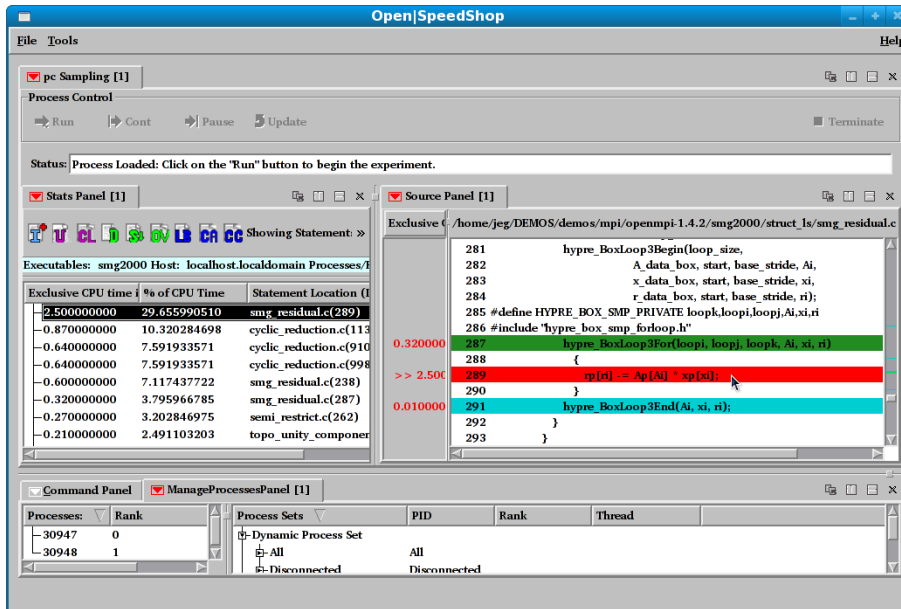 Open|SpeedShop
File Tools Help
pc Sampling [1]
Process Control
Run Cont Pause Update Terminate
Status: Process Loaded: Click on the "Run" button to begin the experiment.
Stats Panel [1]
I U CL D OV LB CA CC Showing Statement: »
Executables: smg2000 Host: localhost.localdomain Processes/
Exclusive CPU time i % of CPU Time Statement Location (
2.500000000 29.655990510 smg_residual.c(289)
0.870000000 10.320284698 cyclic_reduction.c(113
0.640000000 7.591933571 cyclic_reduction.c(910
0.640000000 7.591933571 cyclic_reduction.c(998
0.600000000 7.117437722 smg_residual.c(238)
0.320000000 3.795966785 smg_residual.c(287)
0.270000000 3.202846975 semi_restrict.c(262)
0.210000000 2.491103203 topo_unity_componen
Source Panel [1]
Exclusive /home/jeg/DEMOS/demos/mpi/openmpi-1.4.2/smg2000/struct_ls/smg_residual.c
281 hypre_BoxLoop3Begin(loop_size,
282 A_data_box, start, base_stride, Ai,
283 x_data_box, start, base_stride, xi,
284 r_data_box, start, base_stride, ri);
285 #define HYPRE_BOX_SMP_PRIVATE loopk,loopi,loopj,Ai,xi,ri
286 #include "hypre_box_smp_forloop.h"
0.320000 287 hypre_BoxLoop3For(loopi, loopj, loopk, Ai, xi, ri)
288 {
>> 2.500 289 rp[ri] -= Ap[Ai] * xp[xi];
290 }
0.010000 291 hypre_BoxLoop3End(Ai, xi, ri);
292 }
293 }
Command Panel
ManageProcessesPanel [1]
Processes: Rank
30947 0
30948 1
Process Sets PID Rank Thread
Dynamic Process Set
All All
Disconnected Disconnected